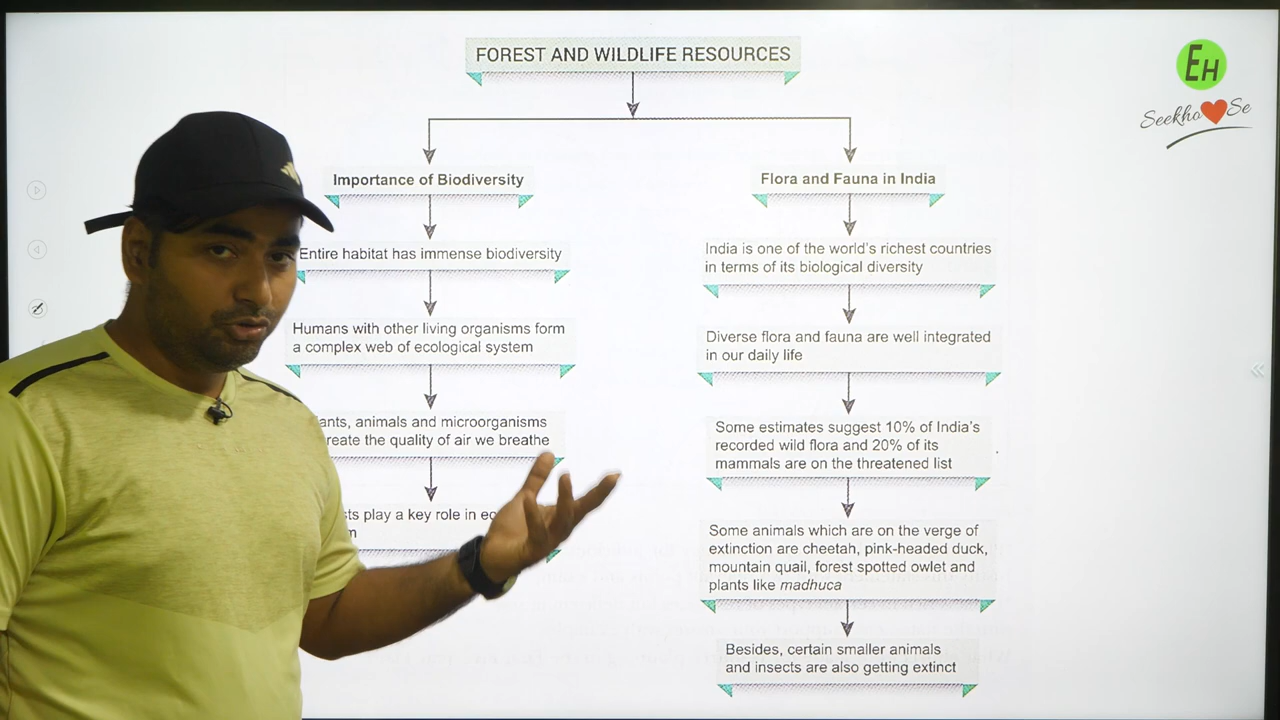 FOREST AND WILDLIFE RESOURCES
EH
Seekho Se
Importance of Biodiversity
Entire habitat has immense biodiversity
Humans with other living organisms form
a complex web of ecological system
animals and microorganisms
the quality of air we breathe
play a key role in
Flora and Fauna in India
India is one of the world's richest countries
in terms of its biological diversity
Diverse flora and fauna are well integrated
in our daily life
Some estimates suggest 10% of India's
recorded wild flora and 20% of its
mammals are on the threatened list
Some animals which are on the verge of
extinction are cheetah, pink-headed duck,
mountain quail, forest spotted owlet and
plants like madhuca
Besides, certain smaller animals
and insects are also getting extinct